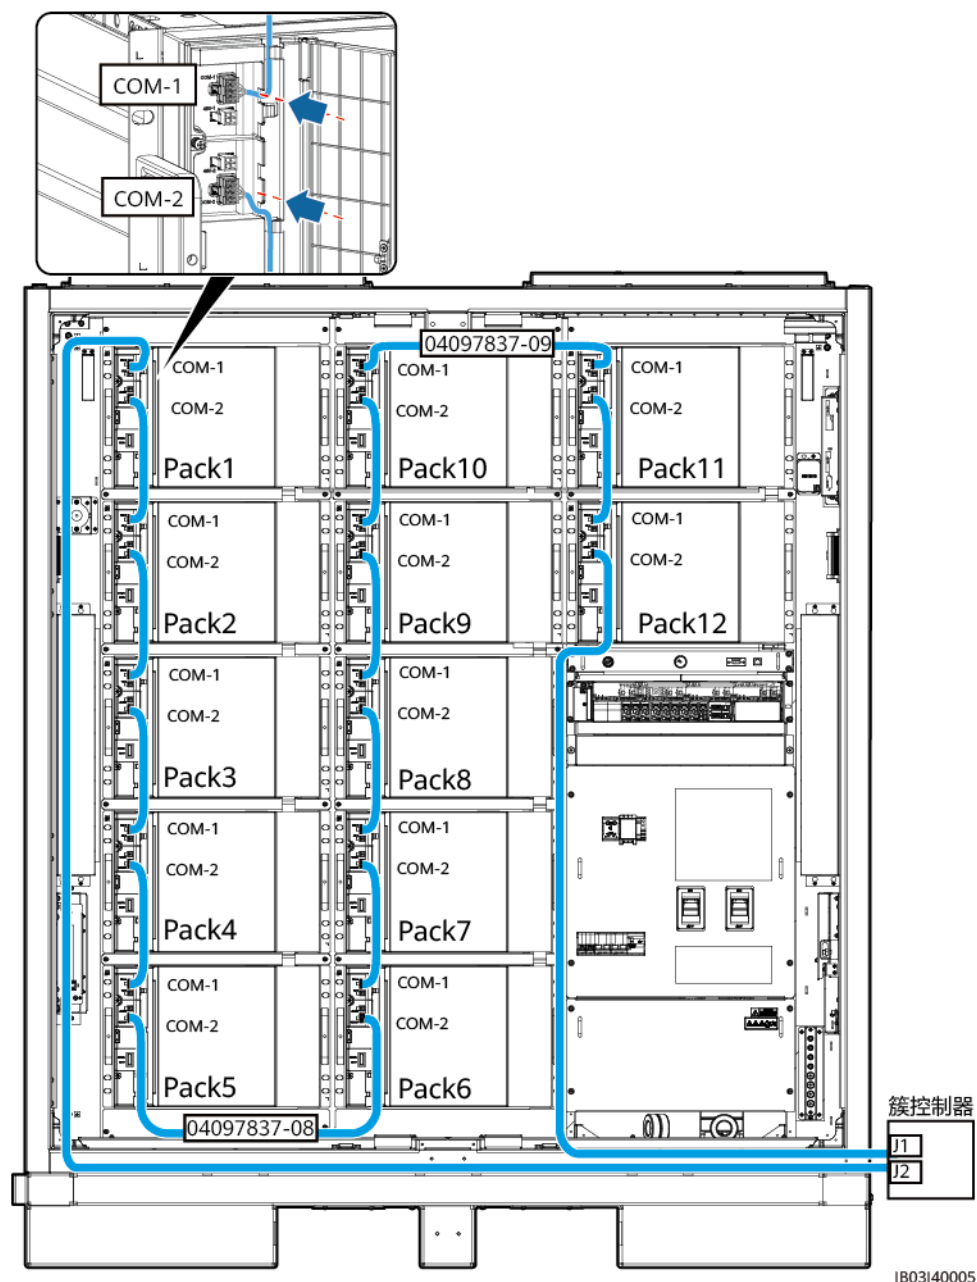 COM-1
COM-2
04097837-09
COM-1
COM-2
Pack1
COM-1
COM-2
Pack10
COM-1
COM-2
Pack11
COM-1
COM-2
Pack2
COM-1
COM-2
Pack9
COM-1
COM-2
Pack12
COM-1
COM-2
Pack3
COM-1
COM-2
Pack8
COM-1
COM-2
Pack4
COM-1
COM-2
Pack7
COM-1
COM-2
Pack5
COM-1
COM-2
Pack6
04097837-08
簇控制器
J1
J2
IB03I40005